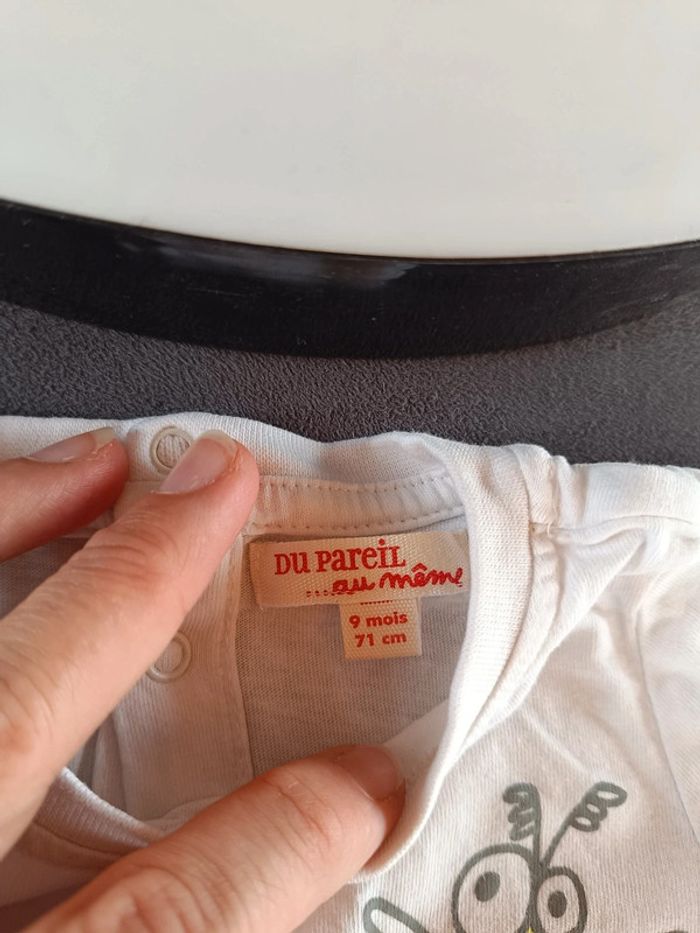 DU PAREIL
....au même
9 mois
71 cm